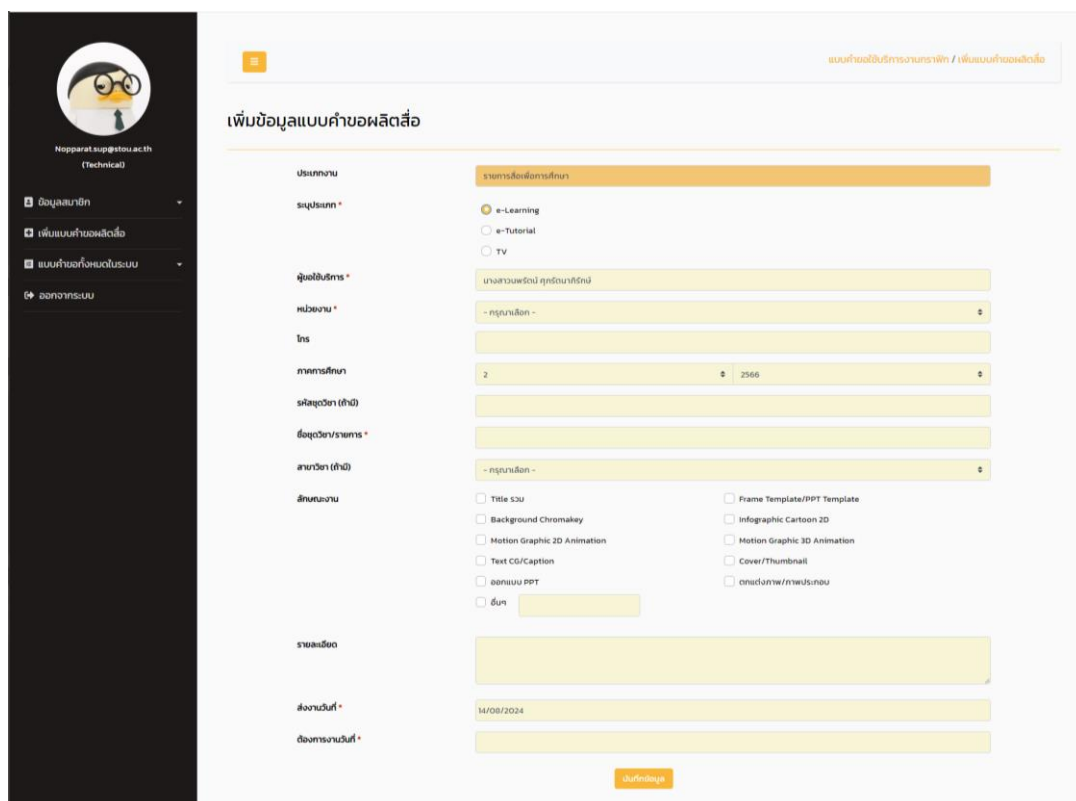 แบบคำขอใช้บริการงานกราฟิก / เพิ่มแบบคำขอผลิตสื่อ
Nopparat.sup@stou.ac.th
(Technical)
ข้อมูลสมาชิก
เพิ่มแบบคำขอผลิตสื่อ
แบบคำขอทั้งหมดในระบบ
ออกจากระบบ
เพิ่มข้อมูลแบบคำขอผลิตสื่อ
ประเภทงาน รายการสื่อเพื่อการศึกษา
ระบุประเภท * e-Learning
e-Tutorial
TV
ผู้ขอใช้บริการ * นางสาวนพรัตน์ ศุภรัตนาภิรักษ์
หน่วยงาน * - กรุณาเลือก -
โทร
ภาคการศึกษา 2 2566
รหัสชุดวิชา (ถ้ามี)
ชื่อชุดวิชา/รายการ *
สาขาวิชา (ถ้ามี) - กรุณาเลือก -
ลักษณะงาน Title รวม Frame Template/PPT Template
Background Chromakey Infographic Cartoon 2D
Motion Graphic 2D Animation Motion Graphic 3D Animation
Text CG/Caption Cover/Thumbnail
ออกแบบ PPT ตกแต่งภาพ/ภาพประกอบ
อื่นๆ
รายละเอียด
ส่งงานวันที่ * 14/08/2024
ต้องการงานวันที่ *
บันทึกข้อมูล